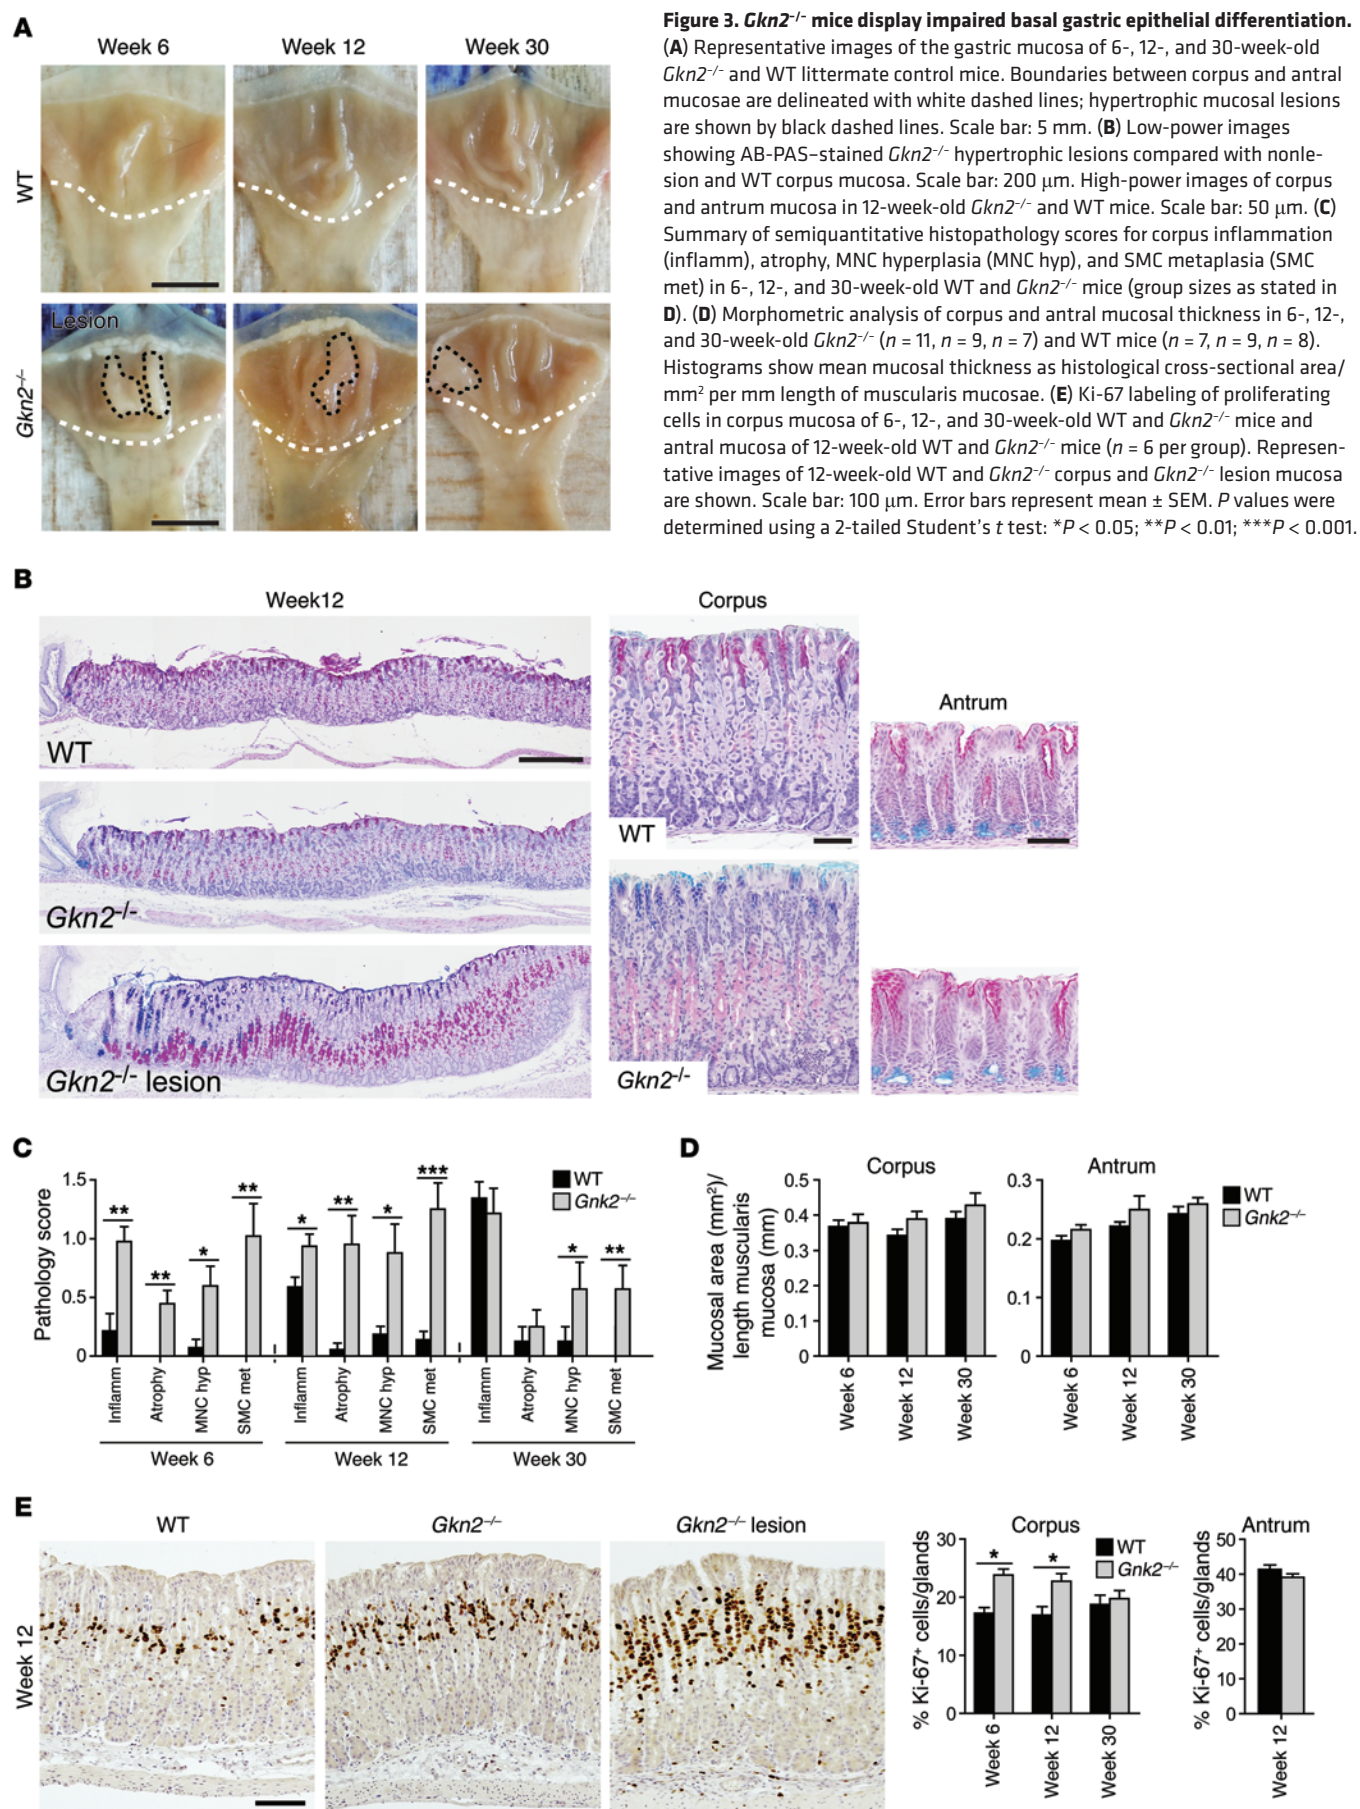 A
Week 6
Week 12
Week 30
WT
Lesion
Gkn2⁻/⁻
Figure 3. Gkn2⁻/⁻ mice display impaired basal gastric epithelial differentiation.
(A) Representative images of the gastric mucosa of 6-, 12-, and 30-week-old
Gkn2⁻/⁻ and WT littermate control mice. Boundaries between corpus and antral
mucosae are delineated with white dashed lines; hypertrophic mucosal lesions
are shown by black dashed lines. Scale bar: 5 mm. (B) Low-power images
showing AB-PAS–stained Gkn2⁻/⁻ hypertrophic lesions compared with nonle-
sion and WT corpus mucosa. Scale bar: 200 μm. High-power images of corpus
and antrum mucosa in 12-week-old Gkn2⁻/⁻ and WT mice. Scale bar: 50 μm. (C)
Summary of semiquantitative histopathology scores for corpus inflammation
(inflamm), atrophy, MNC hyperplasia (MNC hyp), and SMC metaplasia (SMC
met) in 6-, 12-, and 30-week-old WT and Gkn2⁻/⁻ mice (group sizes as stated in
D). (D) Morphometric analysis of corpus and antral mucosal thickness in 6-, 12-,
and 30-week-old Gkn2⁻/⁻ (n = 11, n = 9, n = 7) and WT mice (n = 7, n = 9, n = 8).
Histograms show mean mucosal thickness as histological cross-sectional area/
mm² per mm length of muscularis mucosae. (E) Ki-67 labeling of proliferating
cells in corpus mucosa of 6-, 12-, and 30-week-old WT and Gkn2⁻/⁻ mice and
antral mucosa of 12-week-old WT and Gkn2⁻/⁻ mice (n = 6 per group). Represen-
tative images of 12-week-old WT and Gkn2⁻/⁻ corpus and Gkn2⁻/⁻ lesion mucosa
are shown. Scale bar: 100 μm. Error bars represent mean ± SEM. P values were
determined using a 2-tailed Student's t test: *P < 0.05; **P < 0.01; ***P < 0.001.
B
Week12
Corpus
Antrum
WT
Gkn2⁻/⁻
Gkn2⁻/⁻ lesion
WT
Gkn2⁻/⁻
C
Pathology score
1.5
1.0
0.5
0
** ** * **
* ** * ***
* **
WT
Gnk2⁻/⁻
Inflamm
Atrophy
MNC hyp
SMC met
Inflamm
Atrophy
MNC hyp
SMC met
Inflamm
Atrophy
MNC hyp
SMC met
Week 6
Week 12
Week 30
D
Mucosal area (mm²)/
length muscularis
mucosa (mm)
Corpus
0.5
0.4
0.3
0.2
0.1
0
Week 6
Week 12
Week 30
Antrum
0.3
0.2
0.1
0
Week 6
Week 12
Week 30
WT
Gnk2⁻/⁻
E
WT
Gkn2⁻/⁻
Gkn2⁻/⁻ lesion
Week 12
% Ki-67⁺ cells/glands
Corpus
30
20
10
0
* *
WT
Gnk2⁻/⁻
Week 6
Week 12
Week 30
% Ki-67⁺ cells/glands
Antrum
50
40
30
20
10
0
Week 12